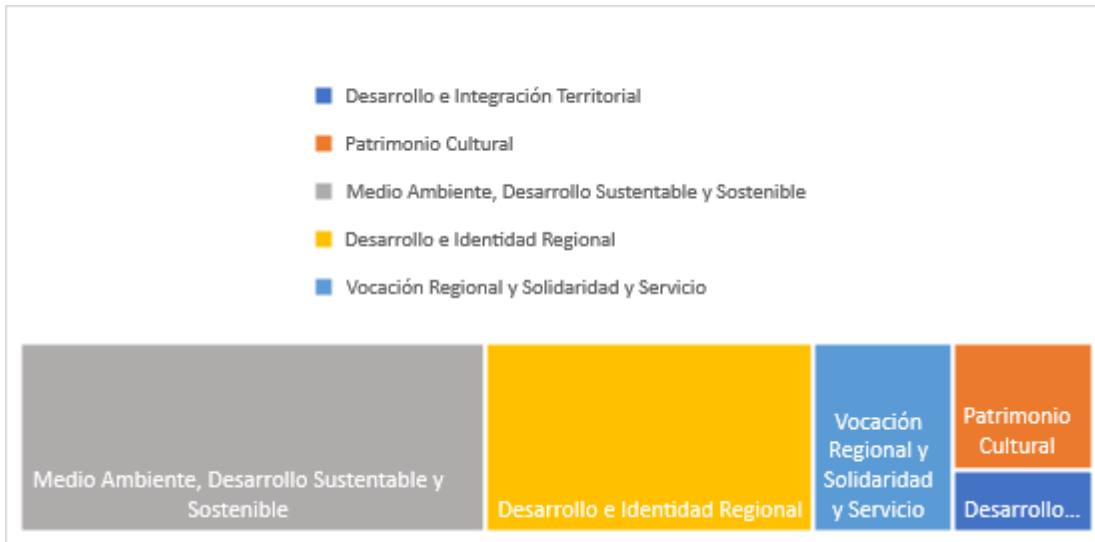 Desarrollo e Integración Territorial
Patrimonio Cultural
Medio Ambiente, Desarrollo Sustentable y Sostenible
Desarrollo e Identidad Regional
Vocación Regional y Solidaridad y Servicio
Medio Ambiente, Desarrollo Sustentable y
Sostenible
Desarrollo e Identidad Regional
Vocación
Regional y
Solidaridad
y Servicio
Patrimonio
Cultural
Desarrollo...